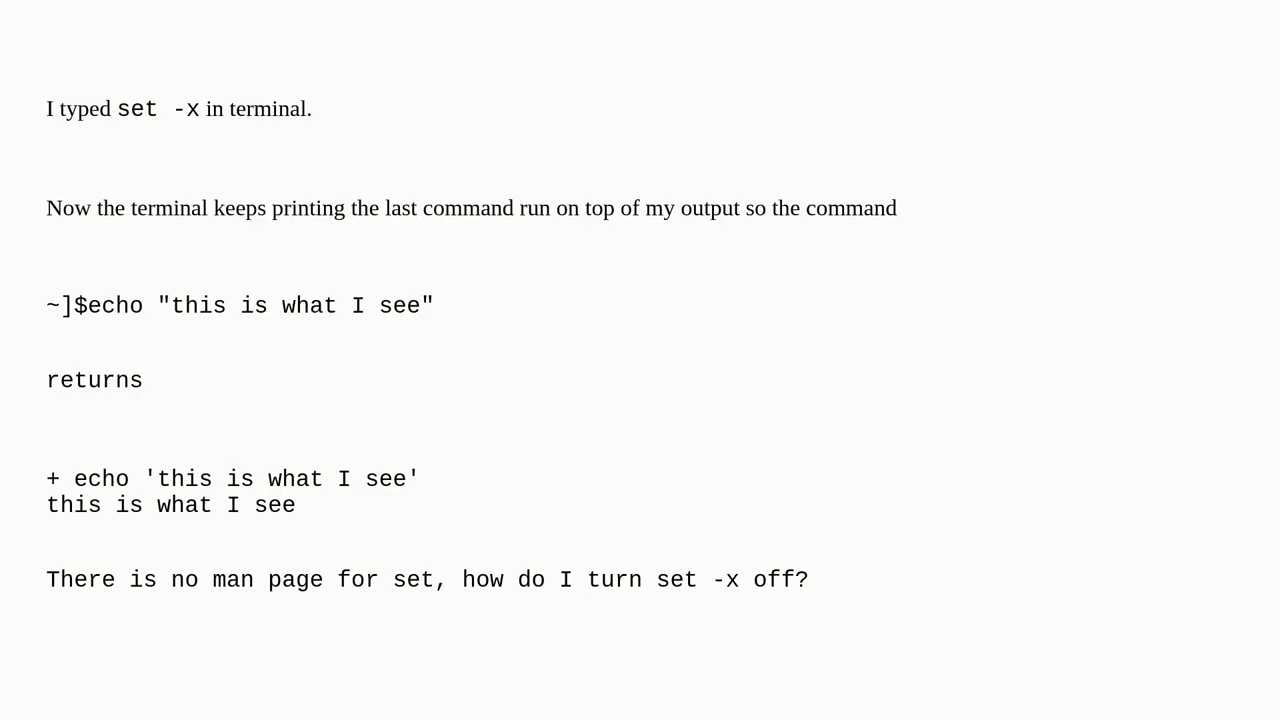 I typed set -x in terminal.
Now the terminal keeps printing the last command run on top of my output so the command
~]$echo "this is what I see"
returns
+ echo 'this is what I see'
this is what I see
There is no man page for set, how do I turn set -x off?